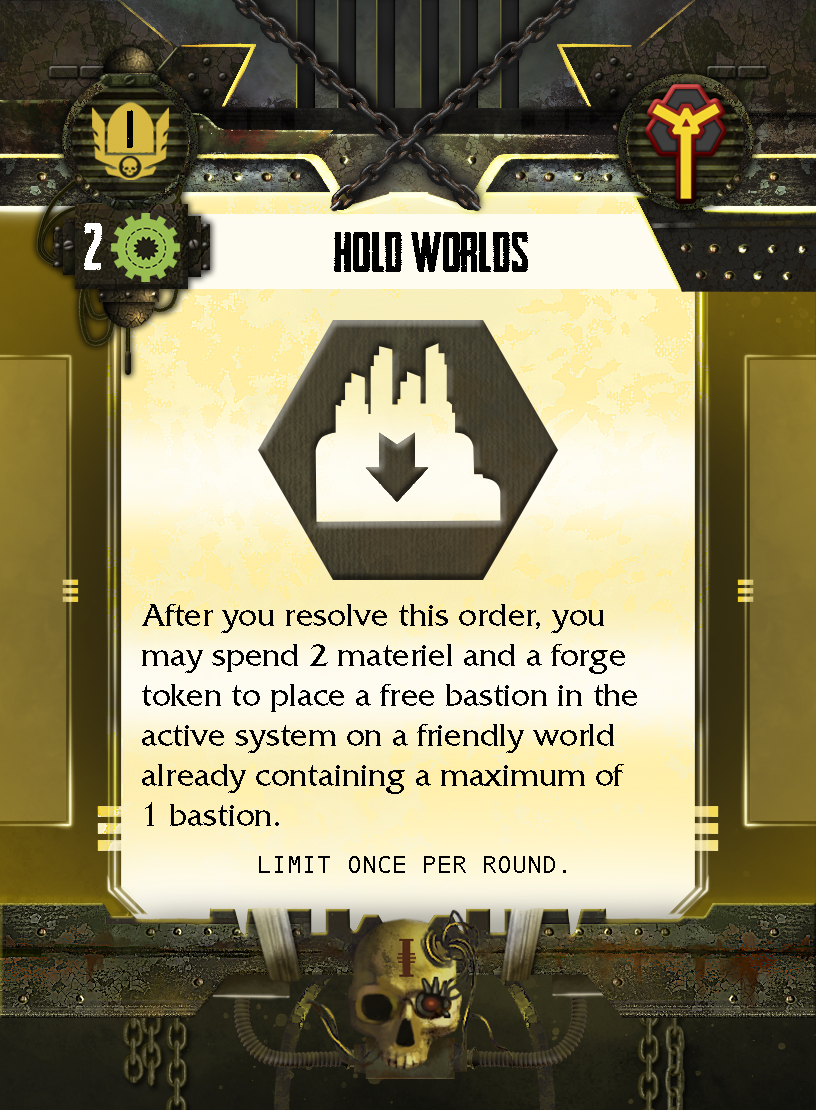 1
2
HOLD WORLDS
After you resolve this order, you
may spend 2 materiel and a forge
token to place a free bastion in the
active system on a friendly world
already containing a maximum of
1 bastion.
LIMIT ONCE PER ROUND.
I